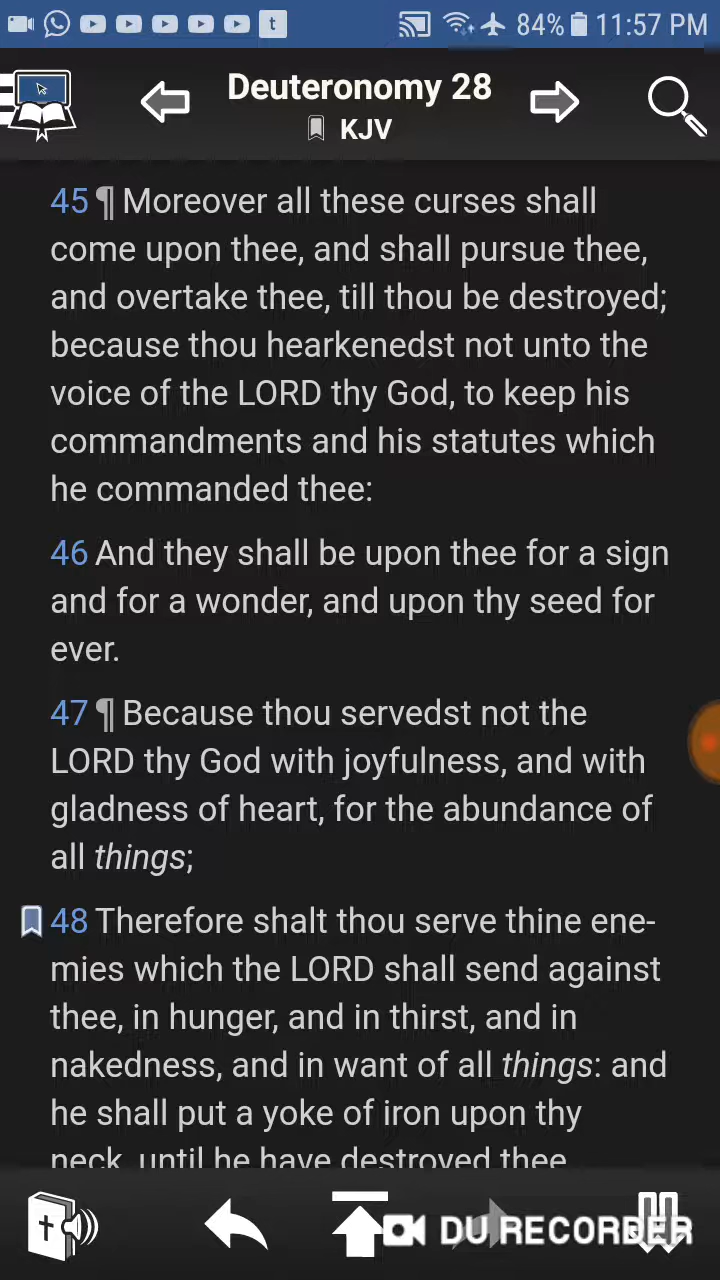 t 84% 11:57 PM
Deuteronomy 28
KJV
45 ¶ Moreover all these curses shall
come upon thee, and shall pursue thee,
and overtake thee, till thou be destroyed;
because thou hearkenedst not unto the
voice of the LORD thy God, to keep his
commandments and his statutes which
he commanded thee:
46 And they shall be upon thee for a sign
and for a wonder, and upon thy seed for
ever.
47 ¶ Because thou servedst not the
LORD thy God with joyfulness, and with
gladness of heart, for the abundance of
all things;
48 Therefore shalt thou serve thine ene-
mies which the LORD shall send against
thee, in hunger, and in thirst, and in
nakedness, and in want of all things: and
he shall put a yoke of iron upon thy
neck, until he have destroyed thee
DU RECORDER